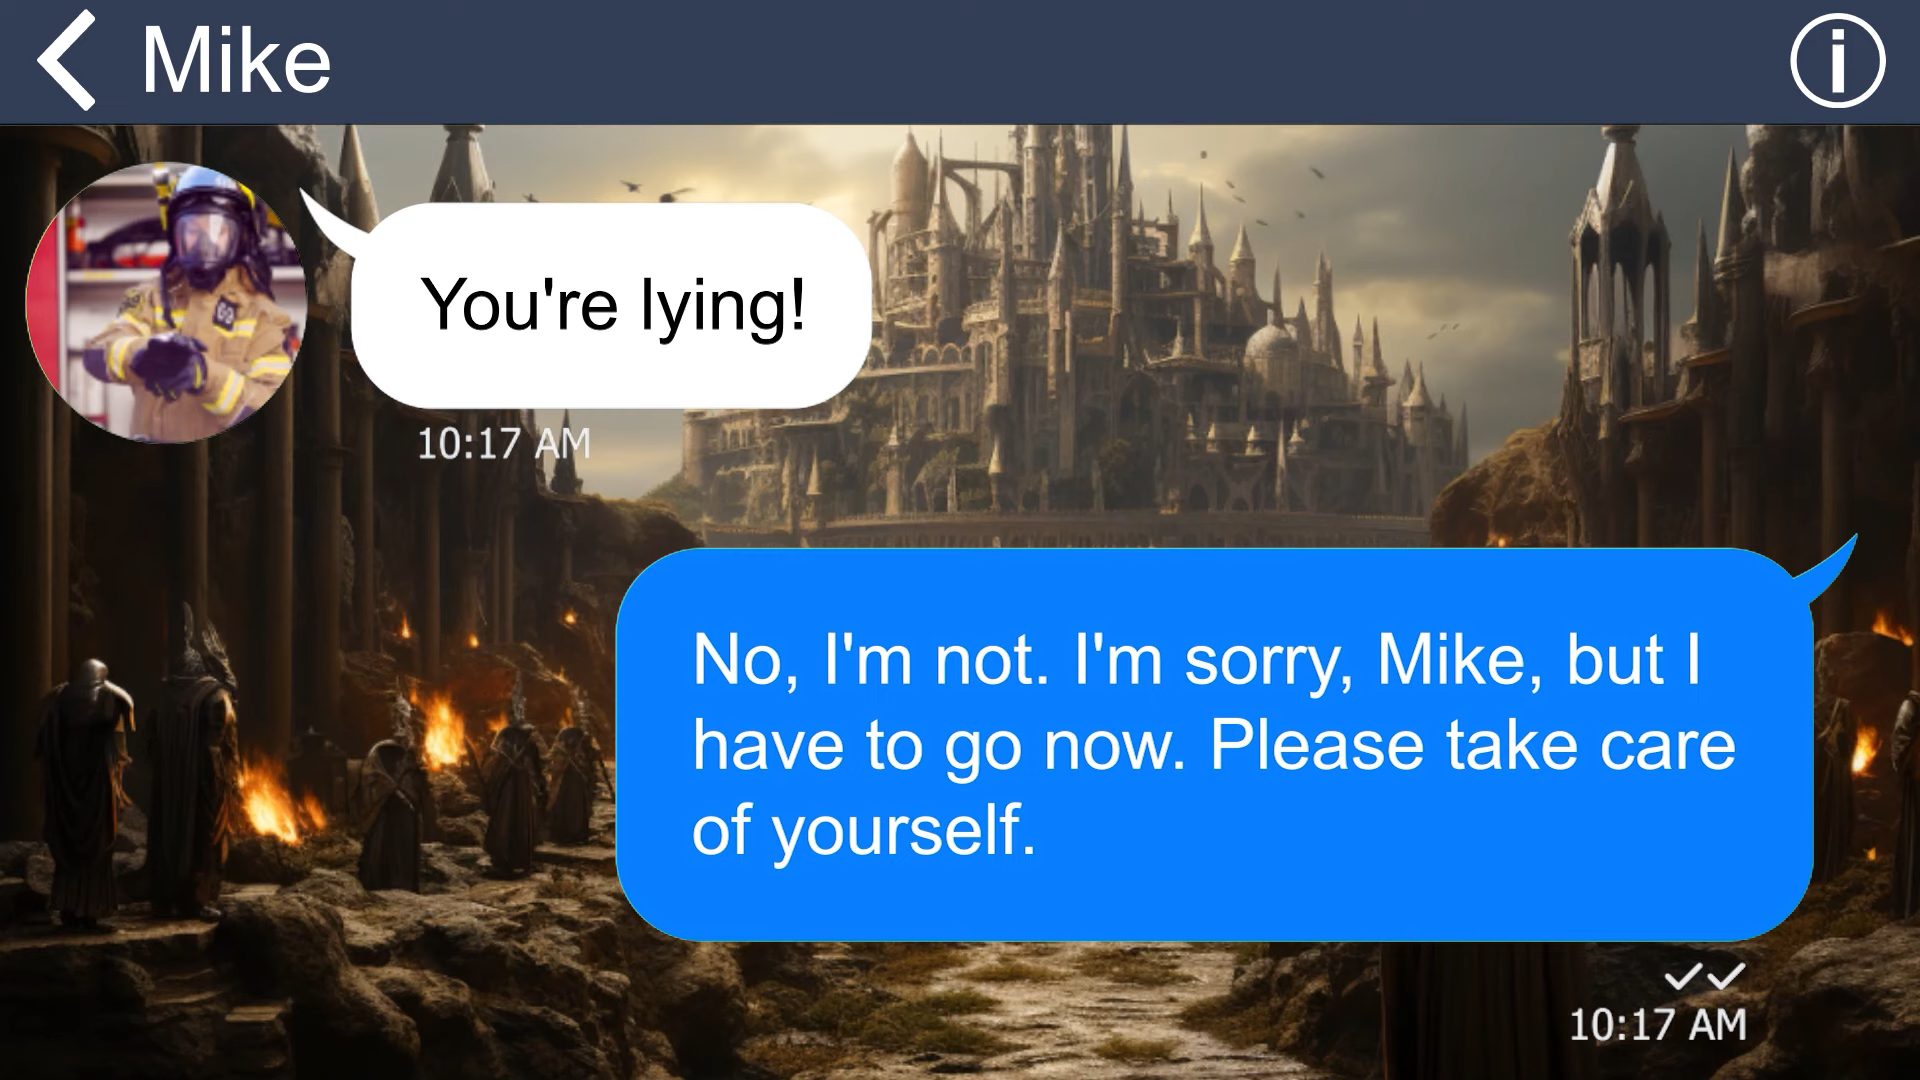 Mike
You're lying!
10:17 AM
No, I'm not. I'm sorry, Mike, but I
have to go now. Please take care
of yourself.
10:17 AM